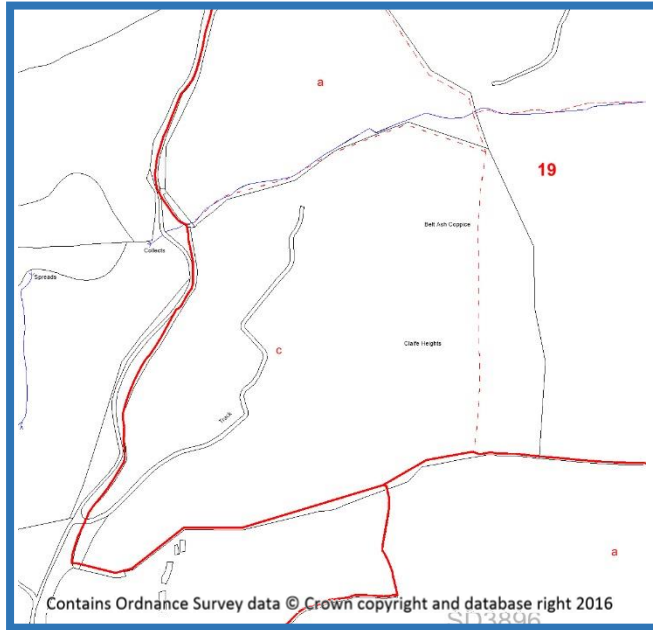 a
19
Belt Ash Coppice
Collects
Spreads
Claife Heights
c
Track
a
Contains Ordnance Survey data © Crown copyright and database right 2016
SD3896